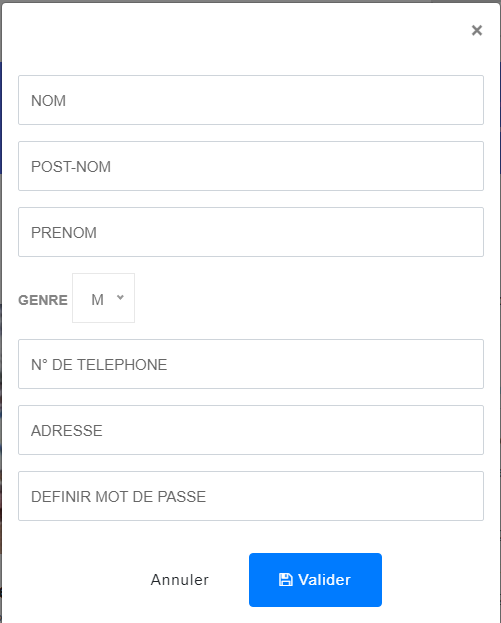 ×
NOM
POST-NOM
PRENOM
GENRE M
N° DE TELEPHONE
ADRESSE
DEFINIR MOT DE PASSE
Annuler Valider